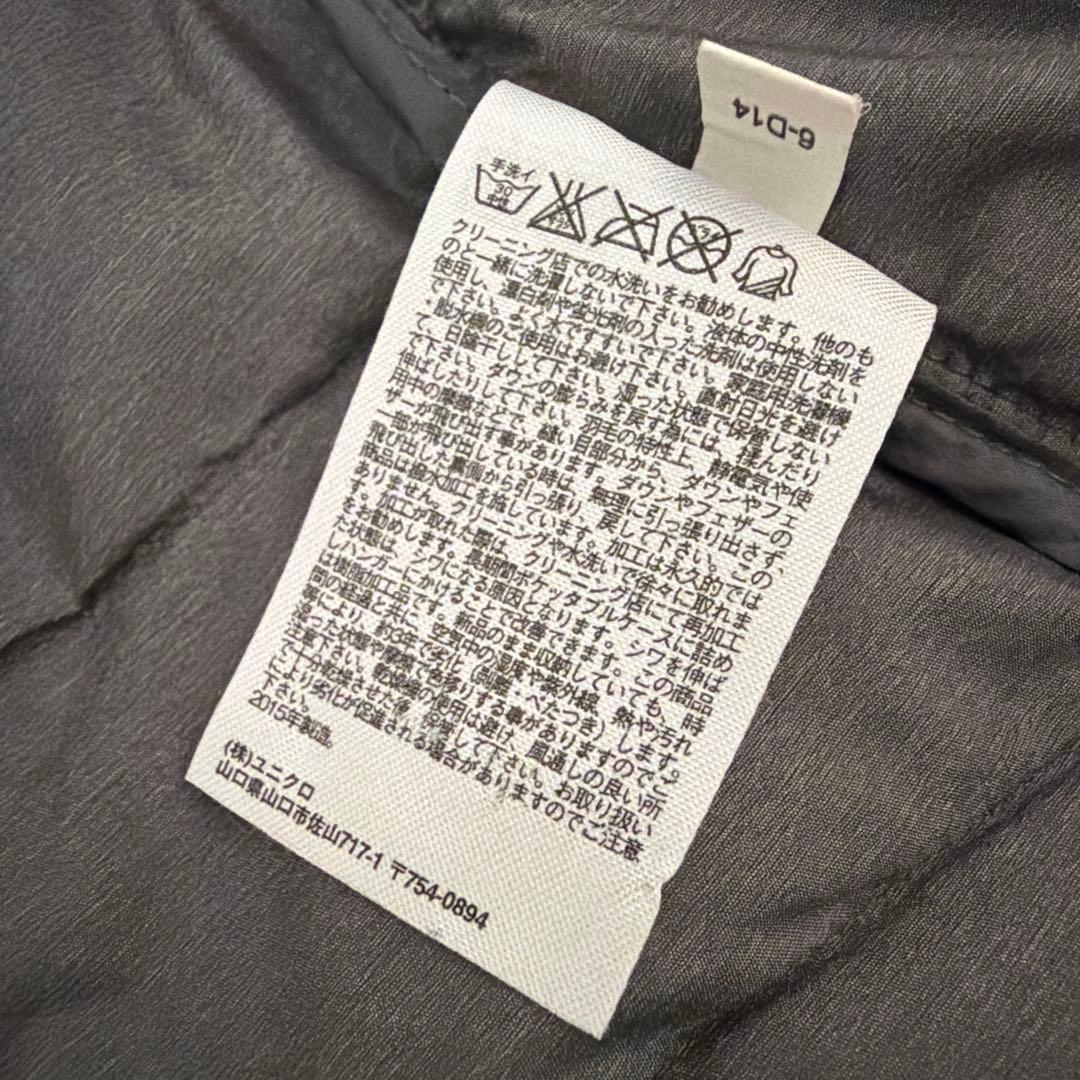 6-D14
手洗イ
30
中性
クリーニング店での水洗いをお勧めします。他のも
のと一緒に洗濯しないで下さい。液体の中性洗剤を
使用し、漂白剤や蛍光剤の入った洗剤は使用しない
で下さい。よく水ですすいで下さい。家庭用洗濯機
・脱水機のご使用はお避け下さい。直射日光を避け
て、日陰干しして下さい。湿った状態で保管しない
で下さい。ダウンの膨らみを戻す為には、揉んだり
伸ばしたりして下さい。羽毛の特性上、静電気や使
用中の摩擦などで、縫い目部分から、ダウンやフェ
ザーが飛び出す事があります。ダウンやフェザーの
一部が飛び出している時は、無理に引っ張り出さず、
飛び出した裏側から引っ張り、戻して下さい。この
商品は撥水加工を施しています。加工は永久的では
ありません。クリーニングや水洗いで徐々に取れま
す。加工が取れた際は、クリーニング店にて再加工
をお勧めします。長期間ポケッタブルケースに詰め
た状態は、シワになる原因となります。シワを伸ば
しハンガーにかけることで改善できます。この商品
は樹脂加工品です。新品のまま収納していても、時
間の経過と共に、空気中の湿度や紫外線、熱や汚れ
等により、約3年で劣化(剥離・べたつき)します。
湿った状態や摩擦で色移りする事がありますのでご
注意下さい。乾燥機の使用は避け、風通しの良い所
で十分乾燥させた後、保管して下さい。お取り扱い
により劣化が促進される場合がありますのでご注意
下さい。
2015年製造。
(株)ユニクロ
山口県山口市佐山717-1 〒754-0894